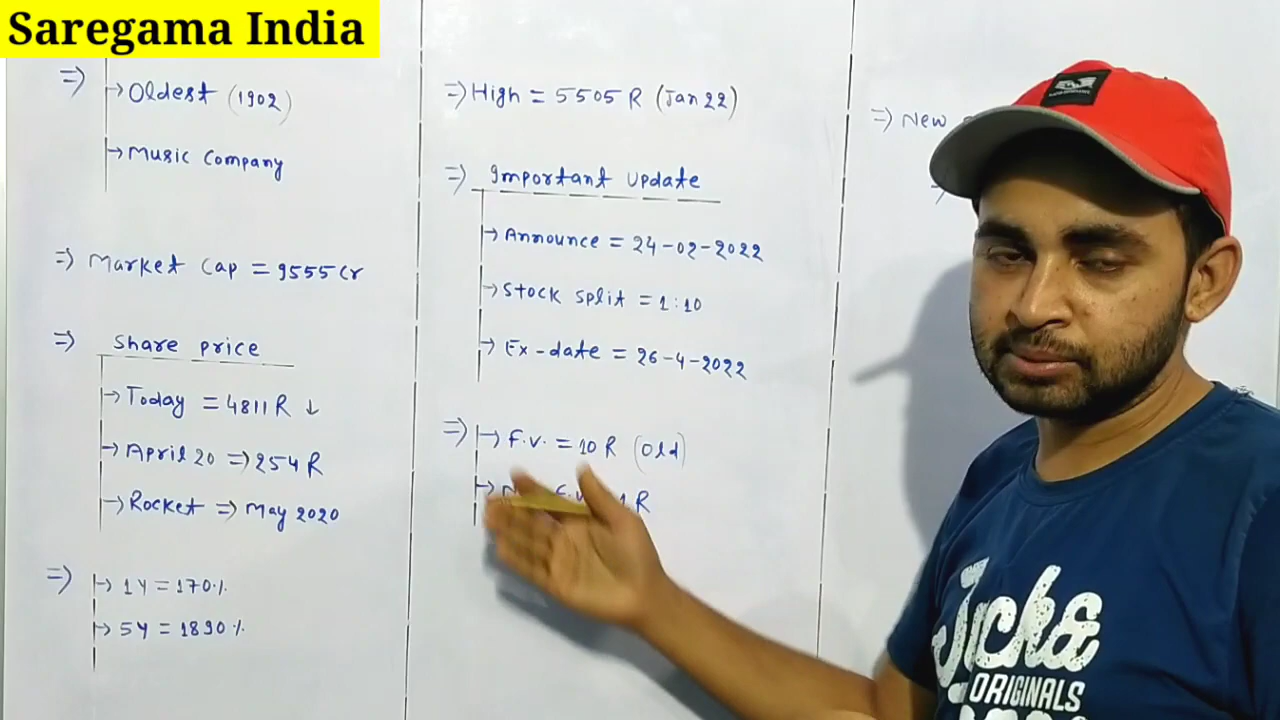 Saregama India
=> → Oldest (1902)
→ Music Company
=> Market Cap = 9555 Cr
=> Share price
→ Today = 4811 R ↓
→ April 20 => 254 R
→ Rocket => May 2020
=> → 1Y = 170%
→ 5Y = 1890%
=> High = 5505 R (Jan 22)
=> Important Update
→ Announce = 24-02-2022
→ Stock split = 1:10
→ Ex-date = 26-4-2022
=> → F.V. = 10 R (Old)
→ 1 R
=> New
Jacks
ORIGINALS